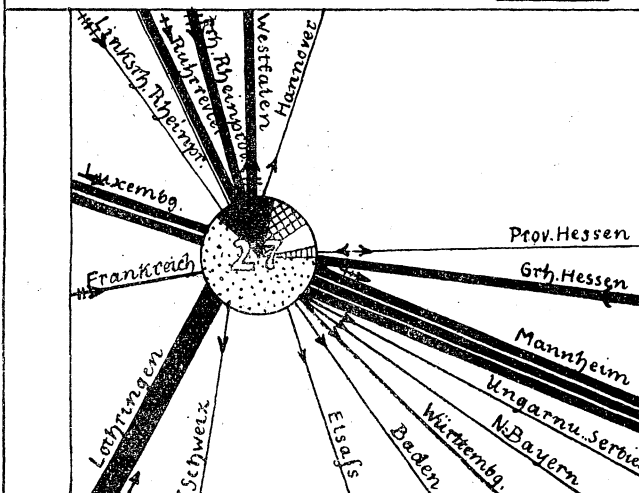 Linksrh. Rheinpr.
Ruhrrevier
rh. Rheinprov.
Westfalen
Hannover
Luxembg.
Prov. Hessen
27
Frankreich
Grh. Hessen
Mannheim
Lothringen
Schweiz
Elsaſs
Baden
Württembg.
N. Bayern
Ungarn u. Serbie